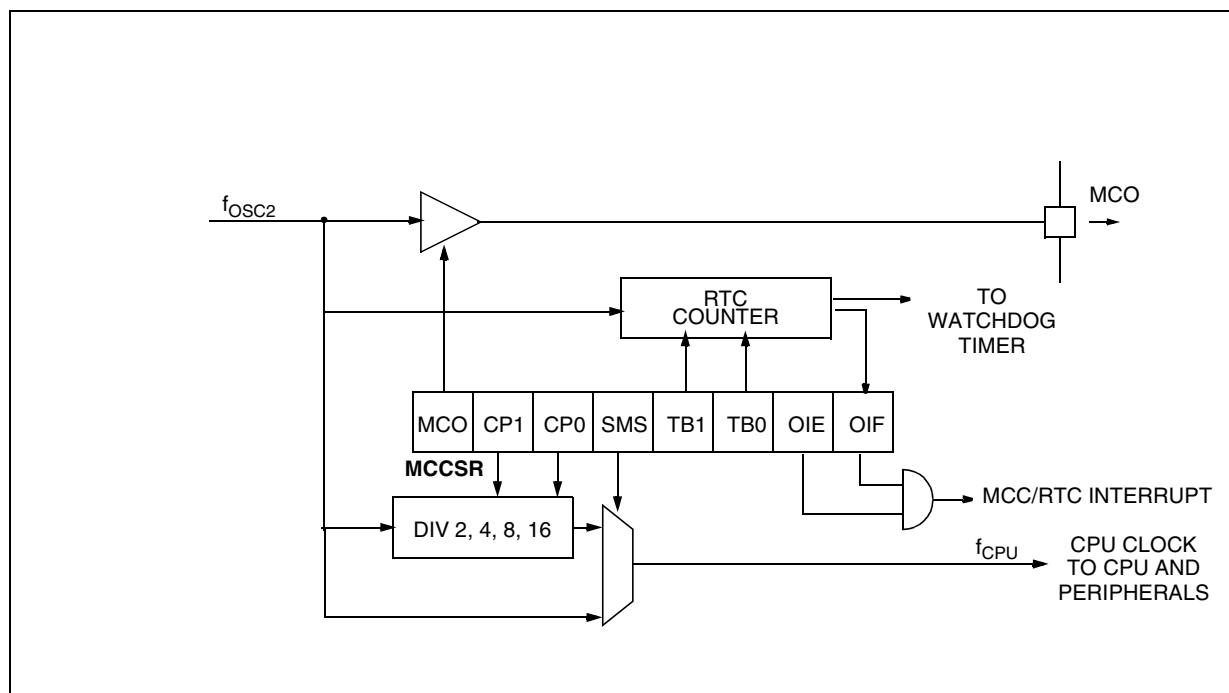 fOSC2
MCO
RTC
COUNTER
TO
WATCHDOG
TIMER
MCO CP1 CP0 SMS TB1 TB0 OIE OIF
MCCSR
MCC/RTC INTERRUPT
DIV 2, 4, 8, 16
fCPU
CPU CLOCK
TO CPU AND
PERIPHERALS